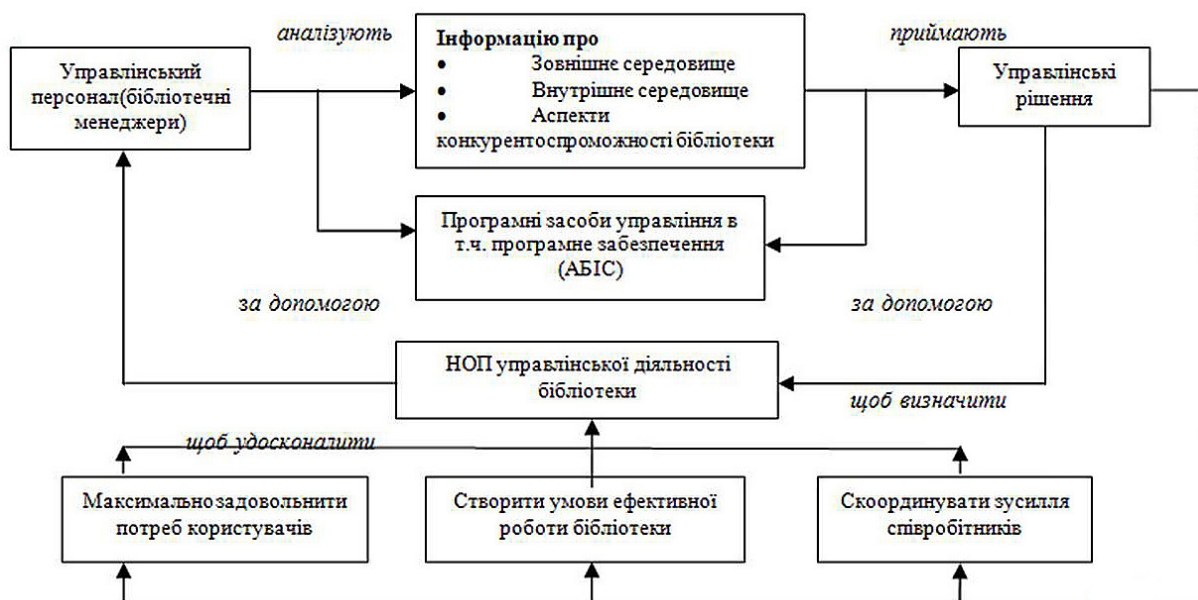 аналізують
приймають
Управлінський
персонал(бібліотечні
менеджери)
Інформацію про
• Зовнішнє середовище
• Внутрішнє середовище
• Аспекти
конкурентоспроможності бібліотеки
Управлінські
рішення
Програмні засоби управління в
т.ч. програмне забезпечення
(АБІС)
за допомогою
за допомогою
НОП управлінської діяльності
бібліотеки
щоб визначити
щоб удосконалити
Максимально задовольнити
потреб користувачів
Створити умови ефективної
роботи бібліотеки
Скоординувати зусилля
співробітників